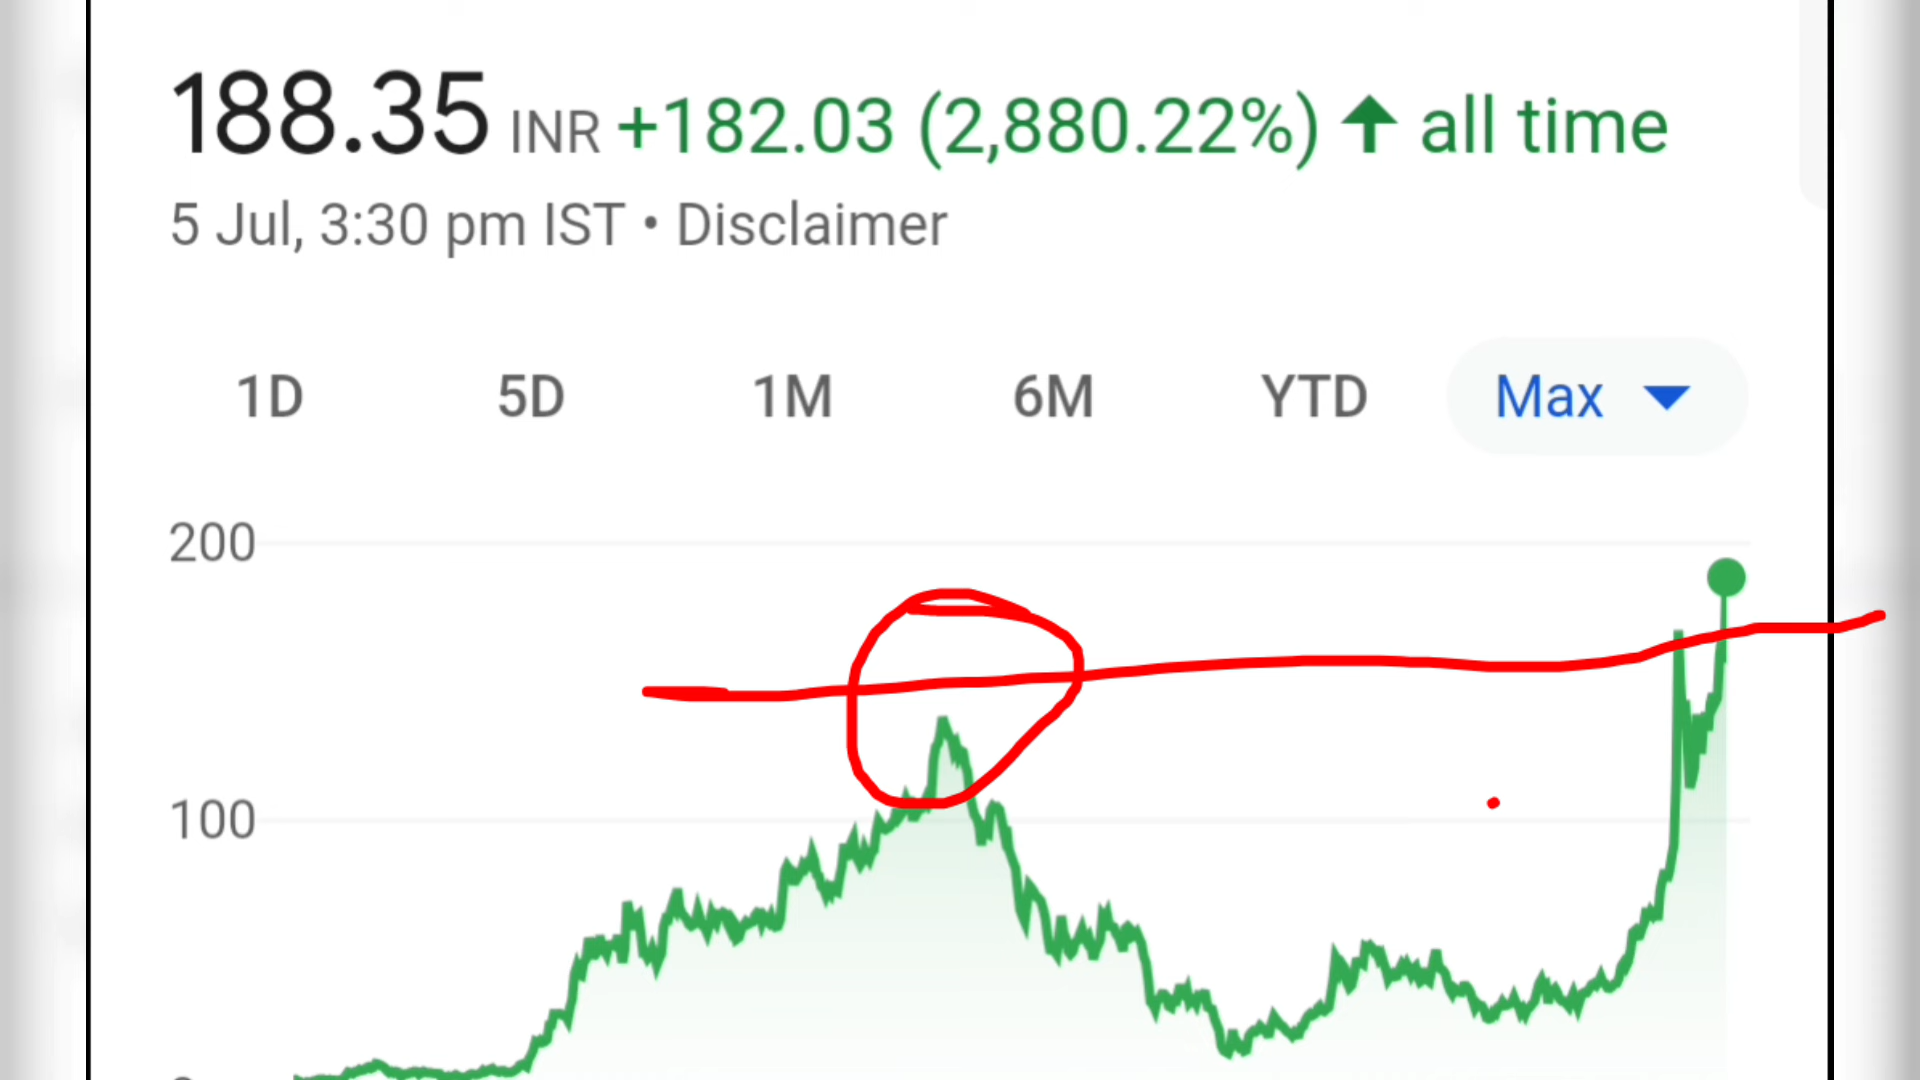 188.35 INR +182.03 (2,880.22%) ↑ all time
5 Jul, 3:30 pm IST • Disclaimer
1D 5D 1M 6M YTD Max
200
100